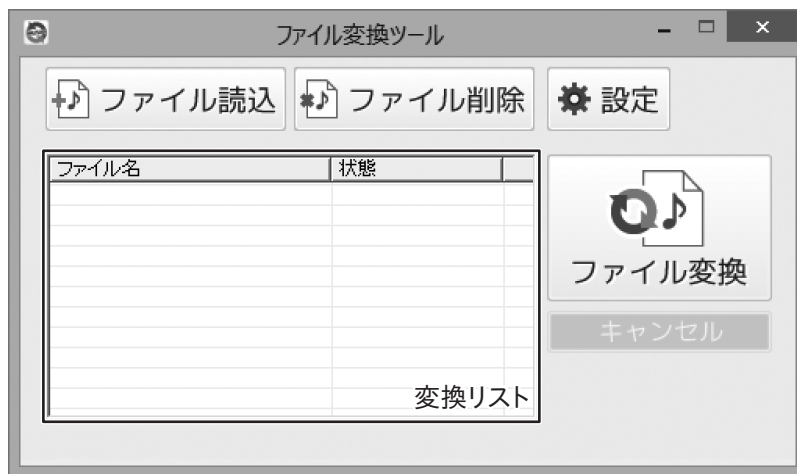 ファイル変換ツール
ファイル読込 ファイル削除 設定
ファイル名 状態
ファイル変換
キャンセル
変換リスト